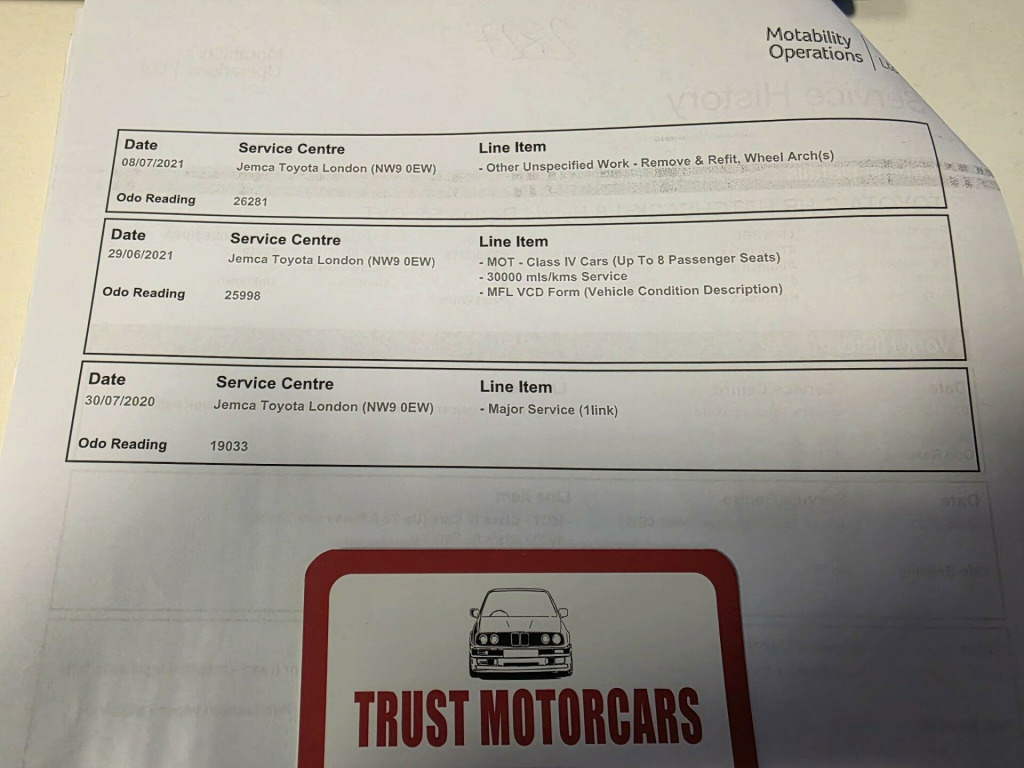 Motability
Operations
Date Service Centre Line Item
08/07/2021 Jemca Toyota London (NW9 0EW) - Other Unspecified Work - Remove & Refit, Wheel Arch(s)
Odo Reading 26281
Date Service Centre Line Item
29/06/2021 Jemca Toyota London (NW9 0EW) - MOT - Class IV Cars (Up To 8 Passenger Seats)
- 30000 mls/kms Service
Odo Reading 25998 - MFL VCD Form (Vehicle Condition Description)
Date Service Centre Line Item
30/07/2020 Jemca Toyota London (NW9 0EW) - Major Service (1link)
Odo Reading 19033
TRUST MOTORCARS